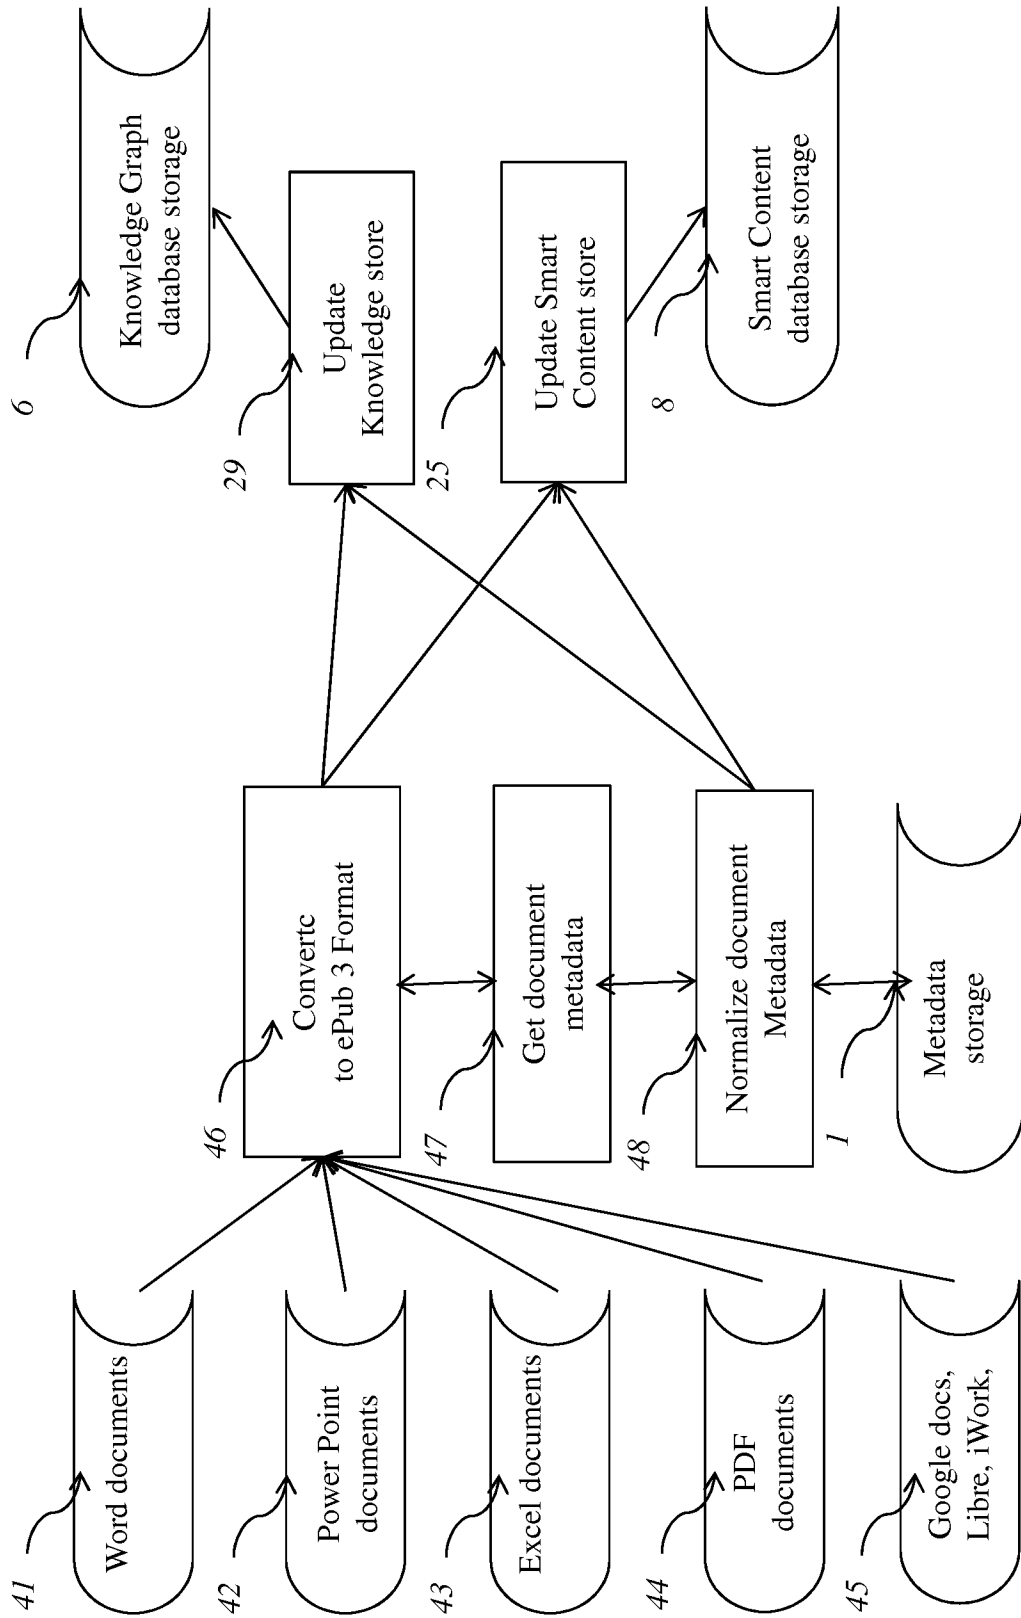 41
Word documents
42
Power Point
documents
43
Excel documents
44
PDF
documents
45
Google docs,
Libre, iWork,
46
Convertc
to ePub 3 Format
47
Get document
metadata
48
Normalize document
Metadata
1
Metadata
storage
6
Knowledge Graph
database storage
29
Update
Knowledge store
25
Update Smart
Content store
8
Smart Content
database storage